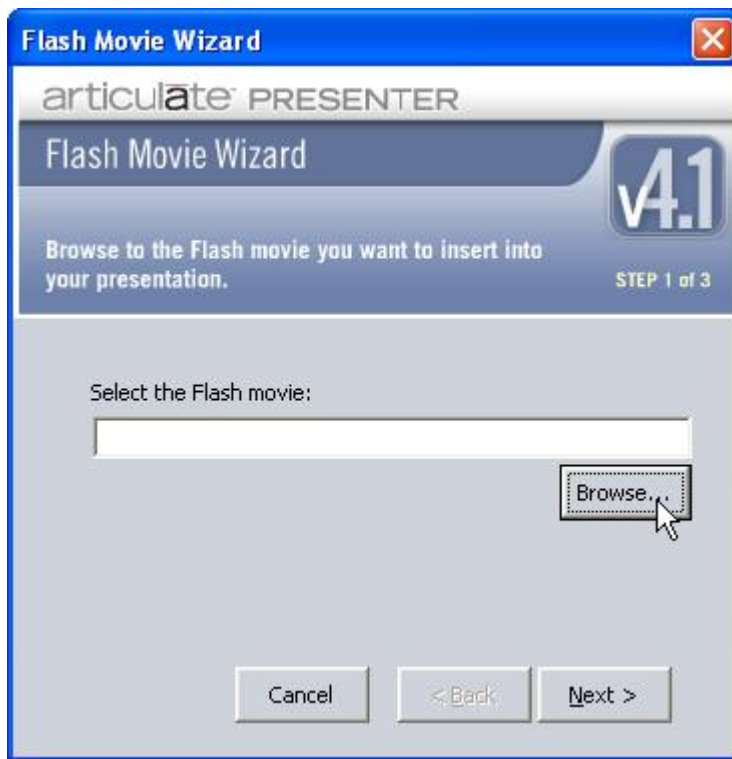 Flash Movie Wizard
articulate PRESENTER
Flash Movie Wizard
v4.1
Browse to the Flash movie you want to insert into
your presentation.
STEP 1 of 3
Select the Flash movie:
Browse...
Cancel
< Back
Next >